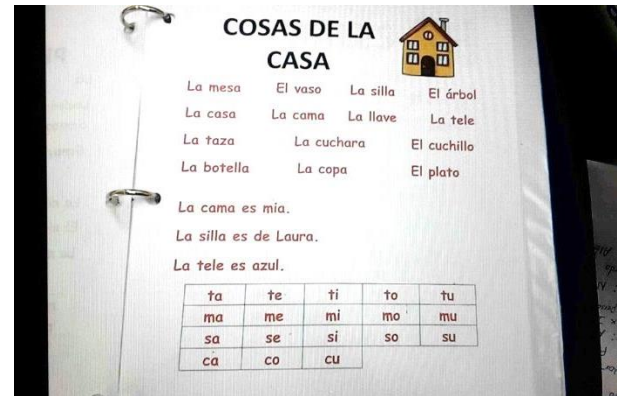 COSAS DE LA
CASA
La mesa El vaso La silla El árbol
La casa La cama La llave La tele
La taza La cuchara El cuchillo
La botella La copa El plato
La cama es mia.
La silla es de Laura.
La tele es azul.
ta te ti to tu
ma me mi mo mu
sa se si so su
ca co cu